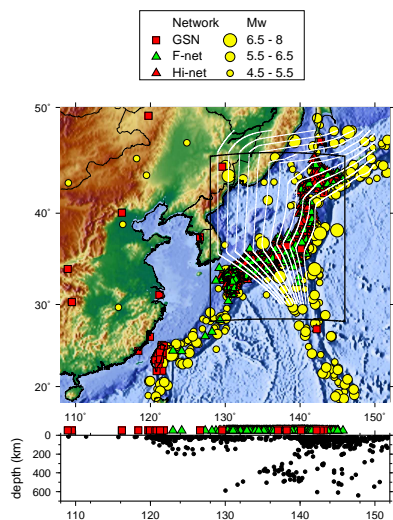 Network Mw
GSN 6.5 - 8
F-net 5.5 - 6.5
Hi-net 4.5 - 5.5
50˚
40˚
30˚
20˚
110˚ 120˚ 130˚ 140˚ 150˚
0
200
400
600
depth (km)
110 120 130 140 150